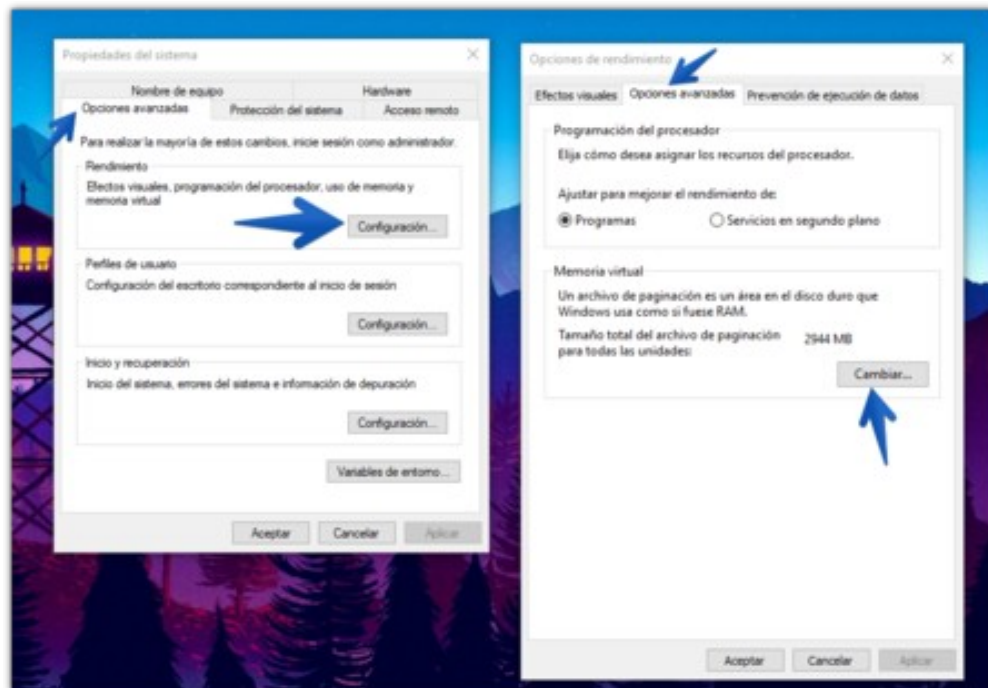 Propiedades del sistema
Nombre de equipo
Hardware
Opciones avanzadas
Protección del sistema
Acceso remoto
Para realizar la mayoría de estos cambios, inicie sesión como administrador.
Rendimiento
Efectos visuales, programación del procesador, uso de memoria y
memoria virtual
Configuración...
Perfiles de usuario
Configuración del escritorio correspondiente al inicio de sesión
Configuración...
Inicio y recuperación
Inicio del sistema, errores del sistema e información de depuración
Configuración...
Variables de entorno...
Aceptar
Cancelar
Aplicar
Opciones de rendimiento
Efectos visuales
Opciones avanzadas
Prevención de ejecución de datos
Programación del procesador
Elija cómo desea asignar los recursos del procesador.
Ajustar para mejorar el rendimiento de:
Programas
Servicios en segundo plano
Memoria virtual
Un archivo de paginación es un área en el disco duro que
Windows usa como si fuese RAM.
Tamaño total del archivo de paginación
para todas las unidades:
2944 MB
Cambiar...
Aceptar
Cancelar
Aplicar